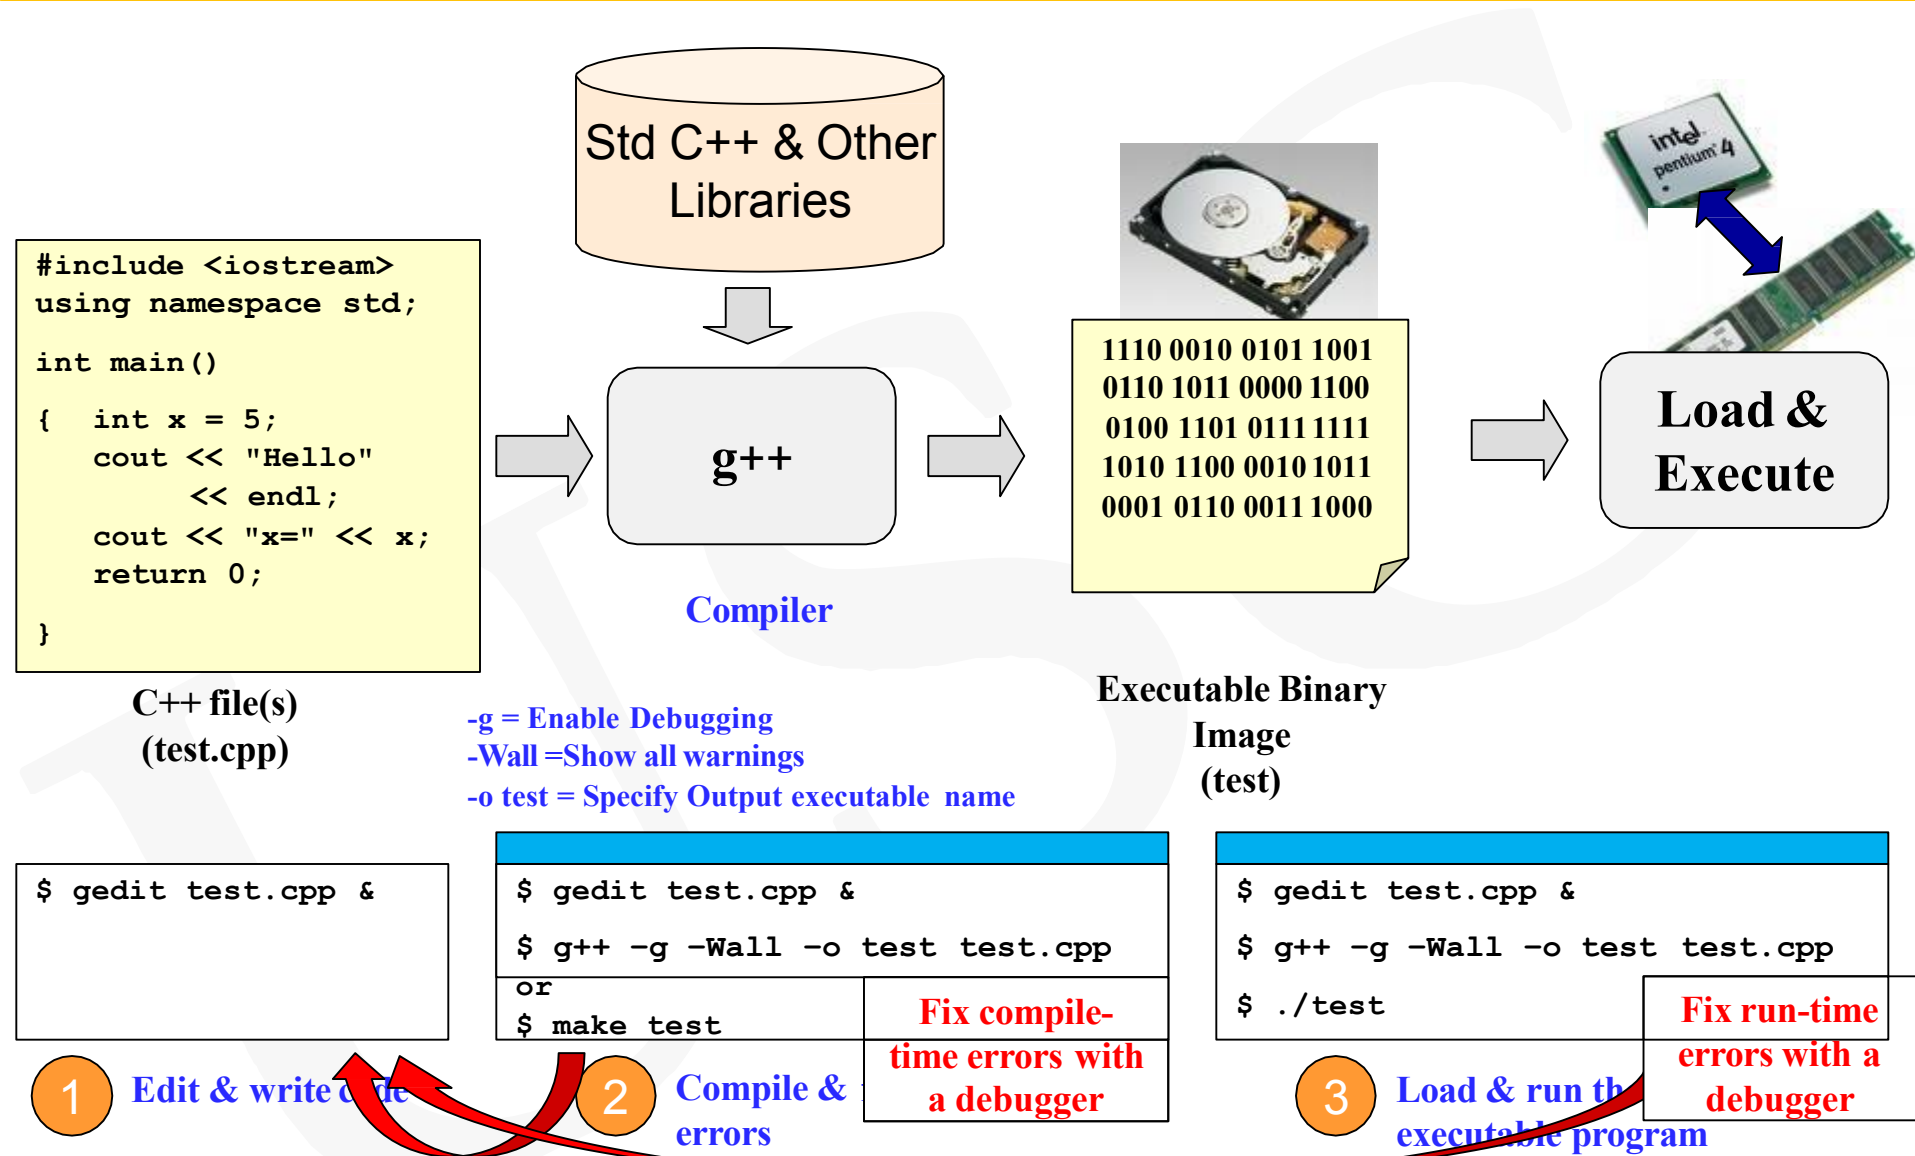 Std C++ & Other
Libraries
intel
pentium 4
#include <iostream>
using namespace std;
int main()
{ int x = 5;
cout << "Hello"
<< endl;
cout << "x=" << x;
return 0;
}
g++
1110 0010 0101 1001
0110 1011 0000 1100
0100 1101 0111 1111
1010 1100 0010 1011
0001 0110 0011 1000
Load &
Execute
Compiler
C++ file(s)
(test.cpp)
-g = Enable Debugging
-Wall =Show all warnings
-o test = Specify Output executable name
Executable Binary
Image
(test)
$ gedit test.cpp &
$ gedit test.cpp &
$ g++ –g –Wall –o test test.cpp
or
$ make test
Fix compile-
time errors with
a debugger
$ gedit test.cpp &
$ g++ –g –Wall –o test test.cpp
$ ./test
Fix run-time
errors with a
debugger
1
Edit & write code
2
Compile &
errors
3
Load & run th
executable program
USC